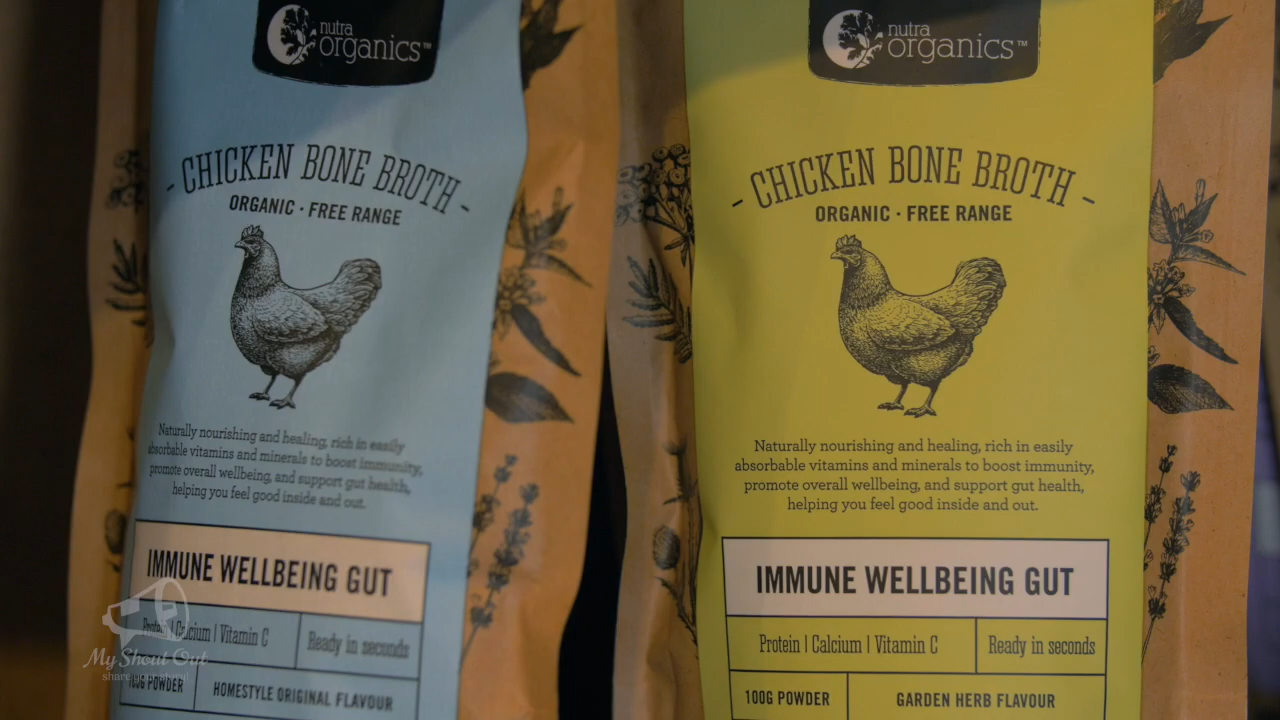 nutra
organics™
- CHICKEN BONE BROTH -
ORGANIC · FREE RANGE
Naturally nourishing and healing, rich in easily
absorbable vitamins and minerals to boost immunity,
promote overall wellbeing, and support gut health,
helping you feel good inside and out.
IMMUNE WELLBEING GUT
Protein | Calcium | Vitamin C
Ready in seconds
100G POWDER
HOMESTYLE ORIGINAL FLAVOUR
My Shout Out
nutra
organics™
- CHICKEN BONE BROTH -
ORGANIC · FREE RANGE
Naturally nourishing and healing, rich in easily
absorbable vitamins and minerals to boost immunity,
promote overall wellbeing, and support gut health,
helping you feel good inside and out.
IMMUNE WELLBEING GUT
Protein | Calcium | Vitamin C
Ready in seconds
100G POWDER
GARDEN HERB FLAVOUR